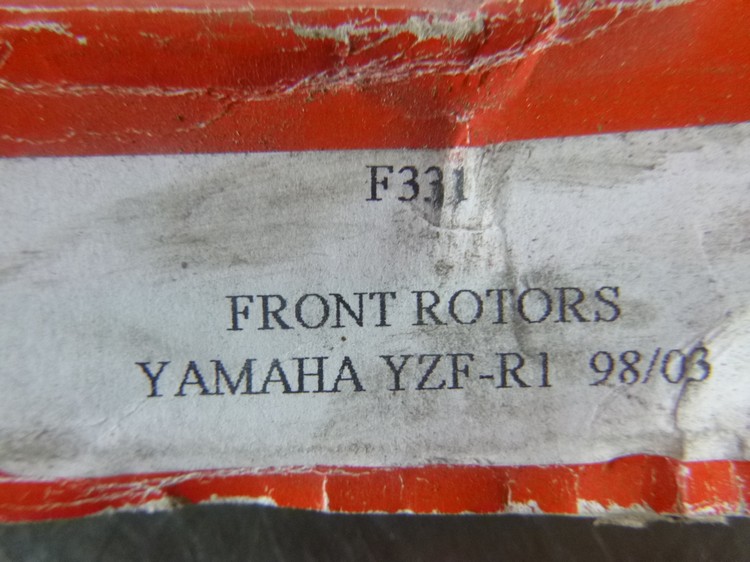 F331
FRONT ROTORS
YAMAHA YZF-R1 98/03